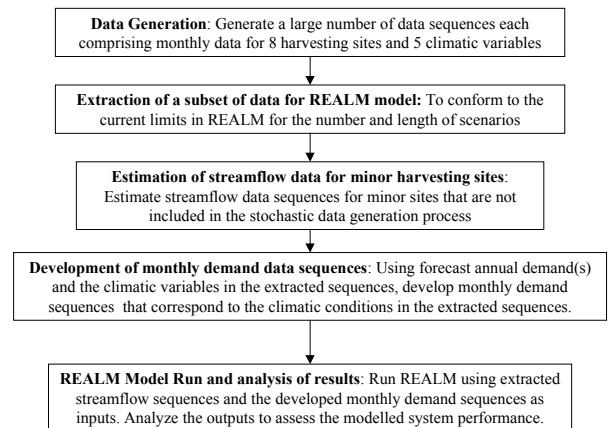 Data Generation: Generate a large number of data sequences each
comprising monthly data for 8 harvesting sites and 5 climatic variables
Extraction of a subset of data for REALM model: To conform to the
current limits in REALM for the number and length of scenarios
Estimation of streamflow data for minor harvesting sites:
Estimate streamflow data sequences for minor sites that are not
included in the stochastic data generation process
Development of monthly demand data sequences: Using forecast annual demand(s)
and the climatic variables in the extracted sequences, develop monthly demand
sequences that correspond to the climatic conditions in the extracted sequences.
REALM Model Run and analysis of results: Run REALM using extracted
streamflow sequences and the developed monthly demand sequences as
inputs. Analyze the outputs to assess the modelled system performance.